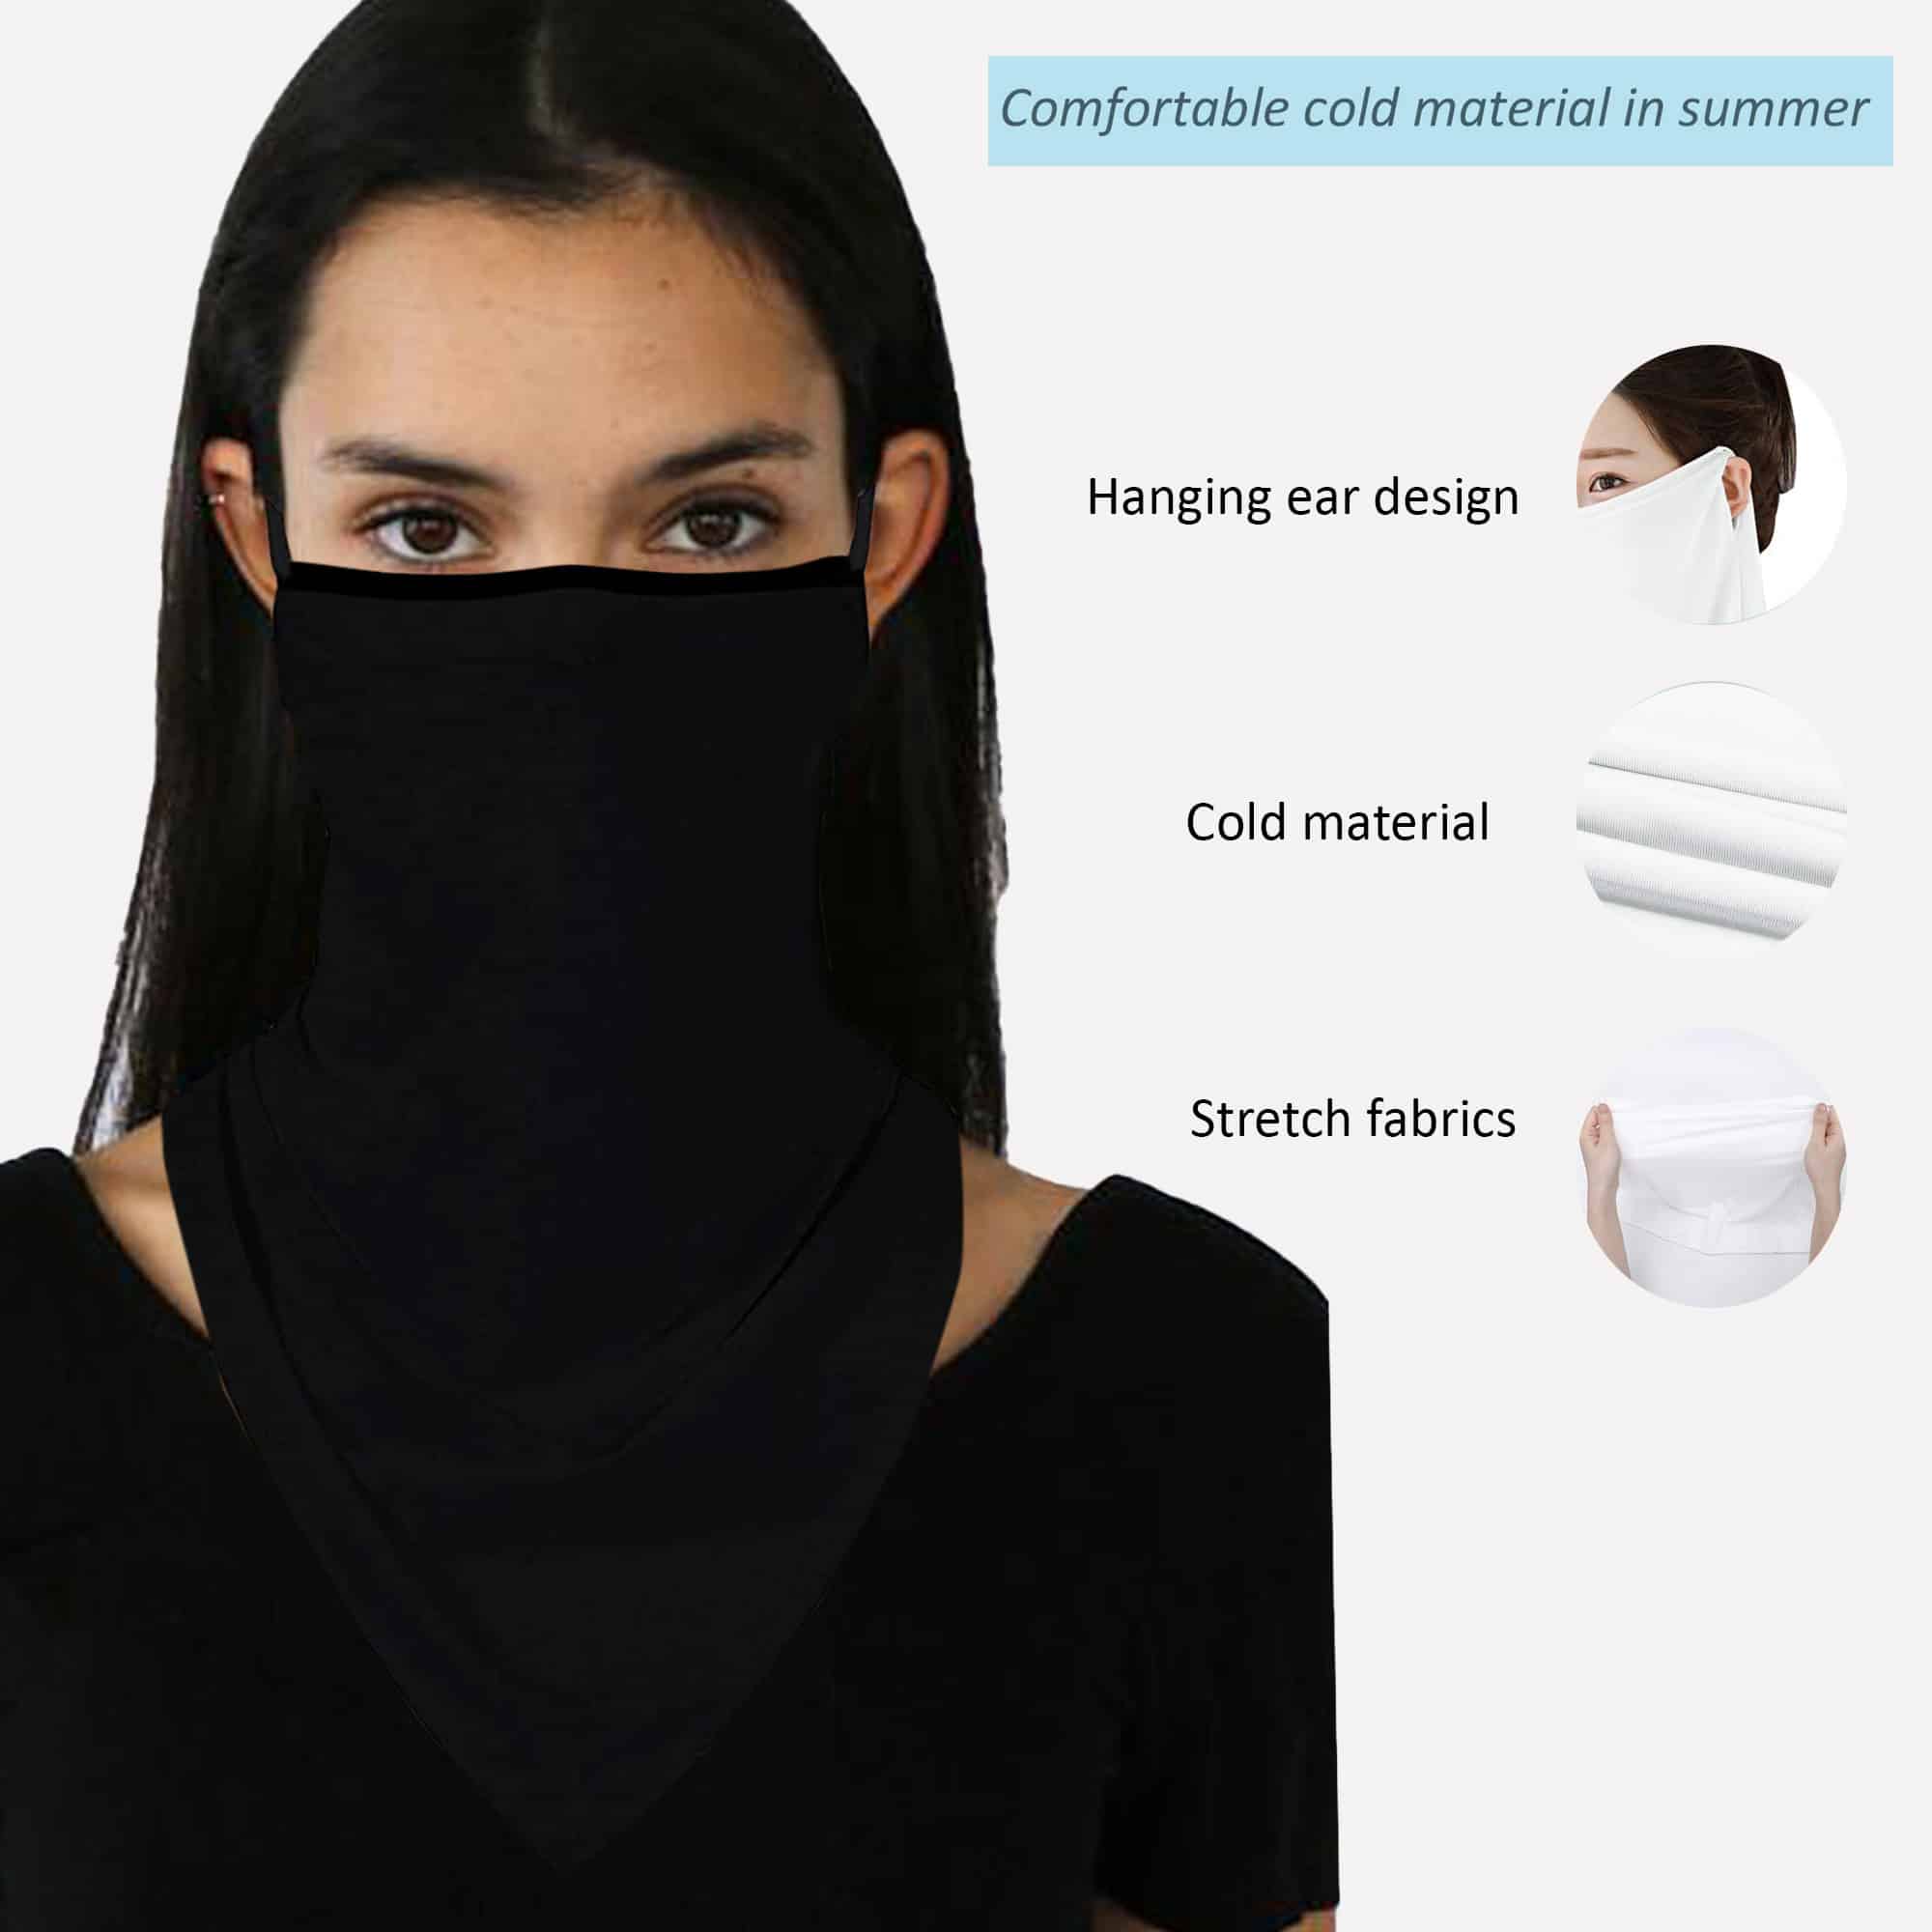 Comfortable cold material in summer
Hanging ear design
Cold material
Stretch fabrics